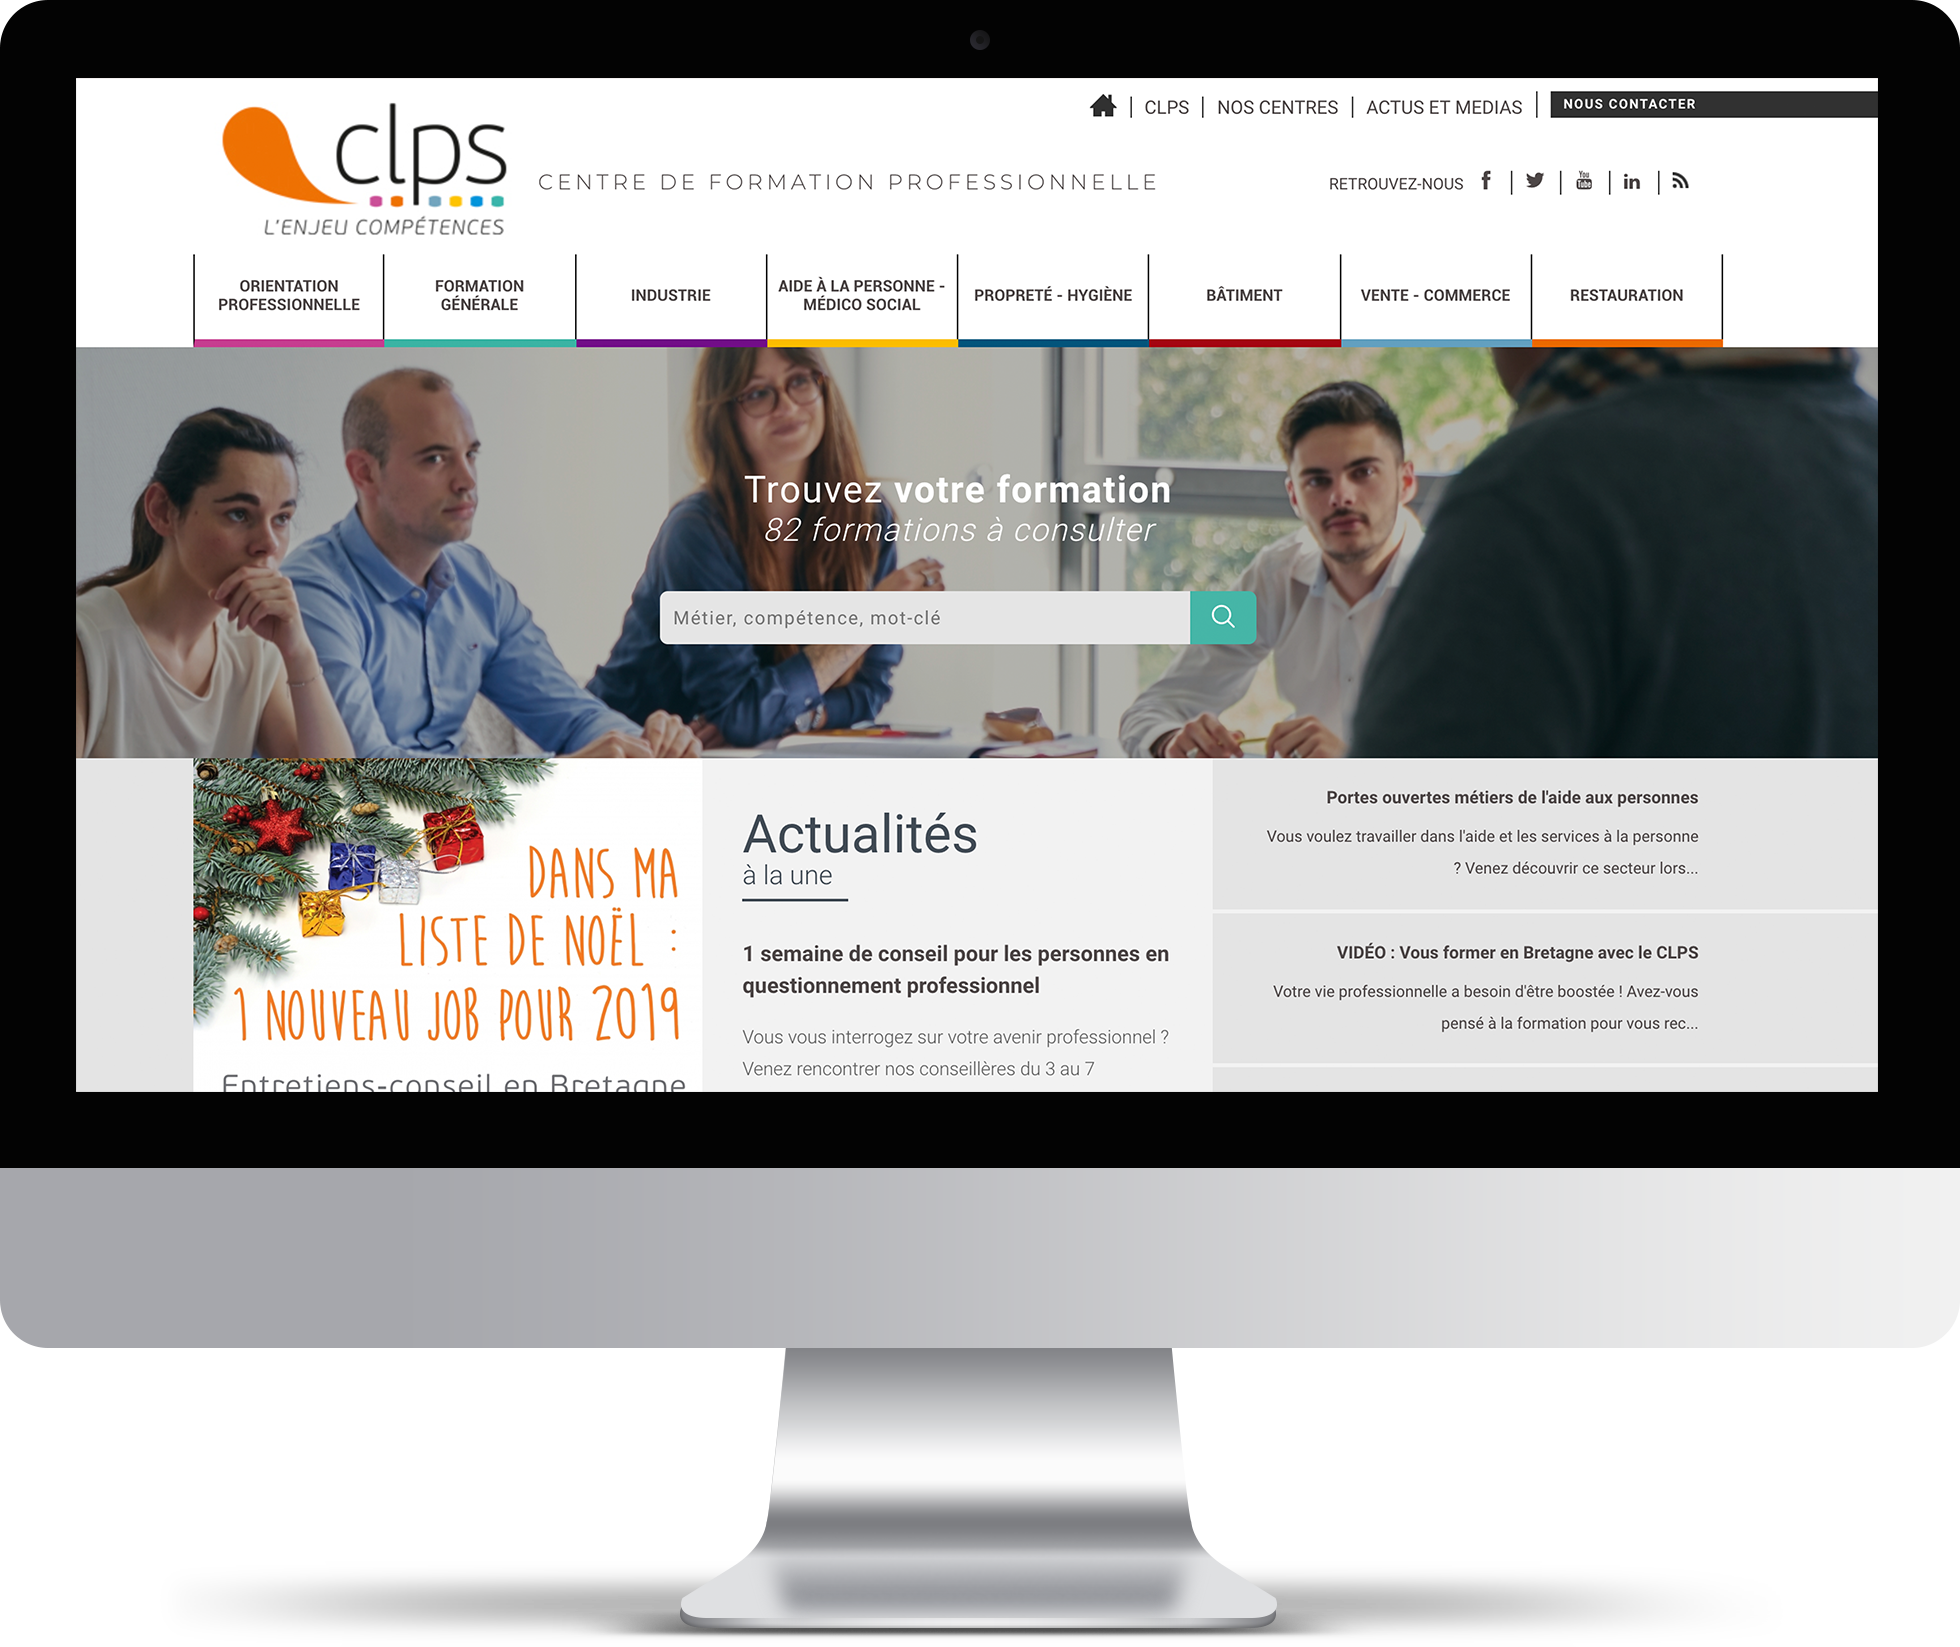 CLPS
NOS CENTRES
ACTUS ET MEDIAS
NOUS CONTACTER
clps
L'ENJEU COMPÉTENCES
CENTRE DE FORMATION PROFESSIONNELLE
RETROUVEZ-NOUS
f
You
Tube
in
ORIENTATION
PROFESSIONNELLE
FORMATION
GÉNÉRALE
INDUSTRIE
AIDE À LA PERSONNE -
MÉDICO SOCIAL
PROPRETÉ - HYGIÈNE
BÂTIMENT
VENTE - COMMERCE
RESTAURATION
Trouvez votre formation
82 formations à consulter
Métier, compétence, mot-clé
DANS MA
LISTE DE NOËL :
1 NOUVEAU JOB POUR 2019
Entretiens-conseil en Bretagne
Actualités
à la une
1 semaine de conseil pour les personnes en
questionnement professionnel
Vous vous interrogez sur votre avenir professionnel ?
Venez rencontrer nos conseillères du 3 au 7
Portes ouvertes métiers de l'aide aux personnes
Vous voulez travailler dans l'aide et les services à la personne
? Venez découvrir ce secteur lors...
VIDÉO : Vous former en Bretagne avec le CLPS
Votre vie professionnelle a besoin d'être boostée ! Avez-vous
pensé à la formation pour vous rec...